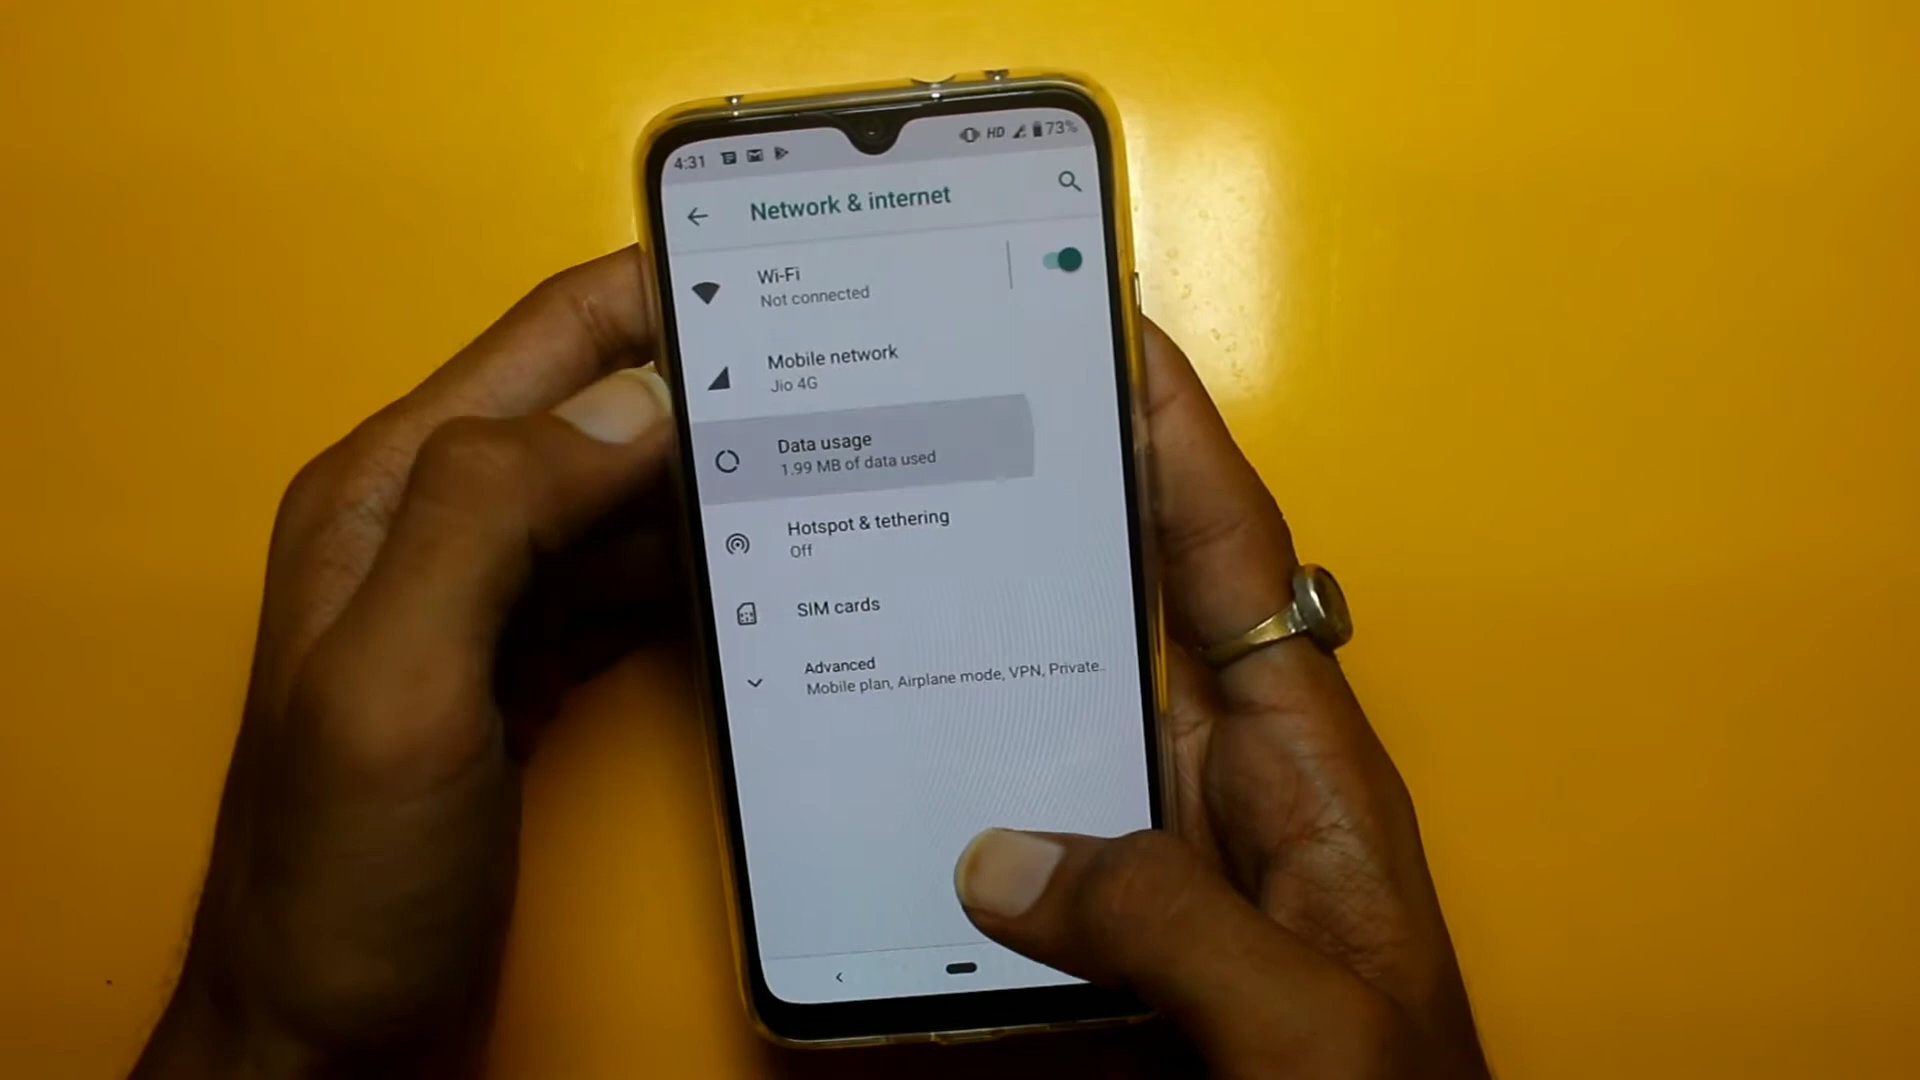 4:31
HD 73%
Network & internet
Wi-Fi
Not connected
Mobile network
Jio 4G
Data usage
1.99 MB of data used
Hotspot & tethering
Off
SIM cards
Advanced
Mobile plan, Airplane mode, VPN, Private..